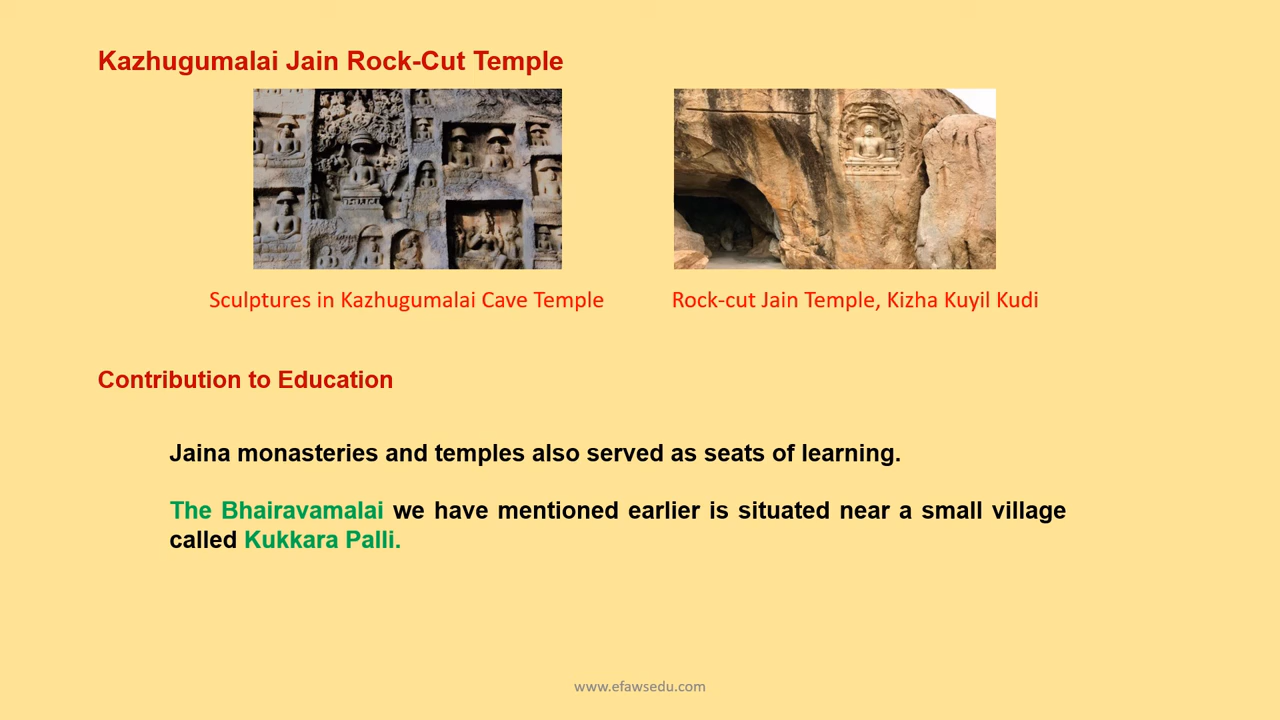 Kazhugumalai Jain Rock-Cut Temple
Sculptures in Kazhugumalai Cave Temple
Rock-cut Jain Temple, Kizha Kuyil Kudi
Contribution to Education
Jaina monasteries and temples also served as seats of learning.
The Bhairavamalai we have mentioned earlier is situated near a small village
called Kukkara Palli.
www.efawsedu.com